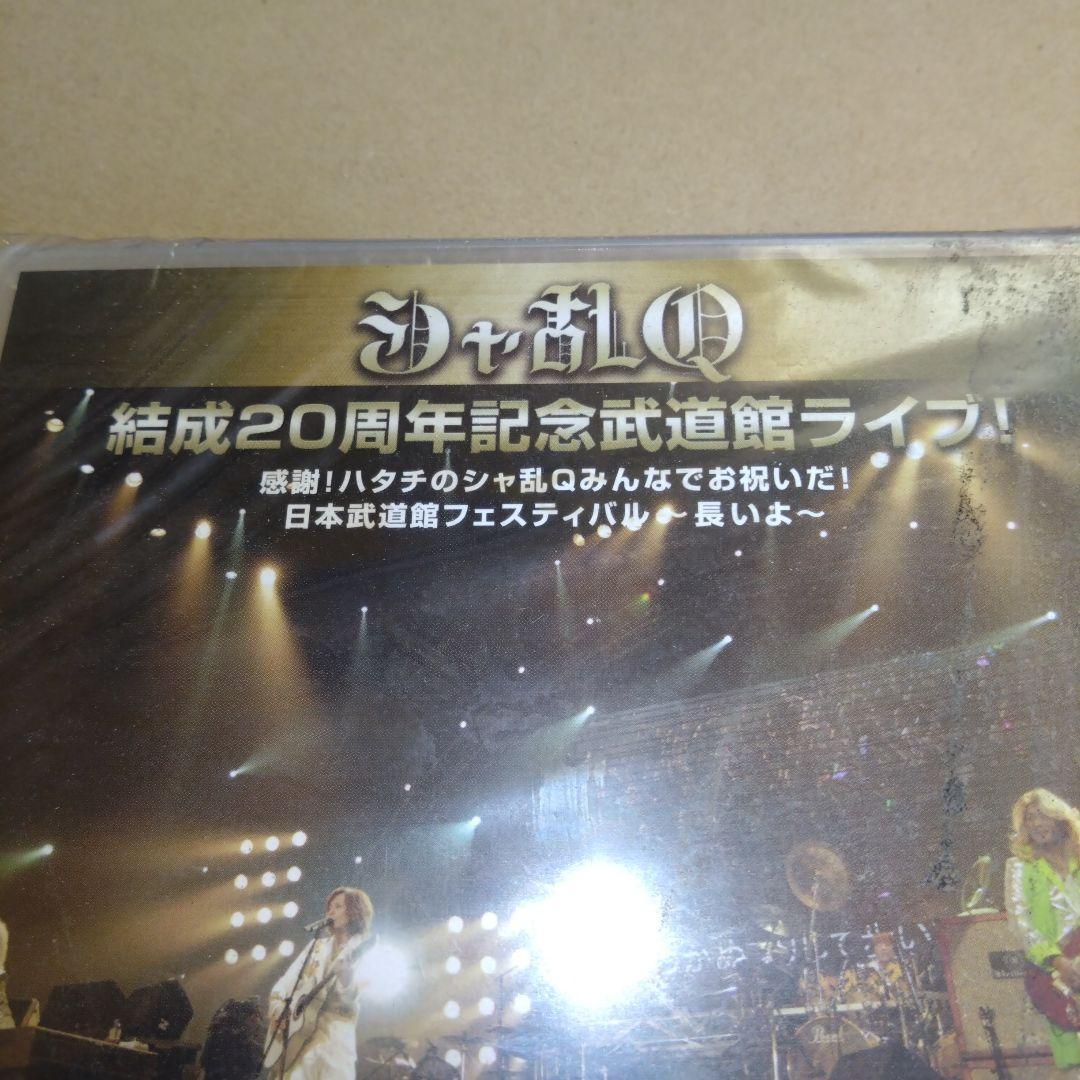 シャ乱Q
結成20周年記念武道館ライブ!
感謝!ハタチのシャ乱Qみんなでお祝いだ!
日本武道館フェスティバル ～長いよ～